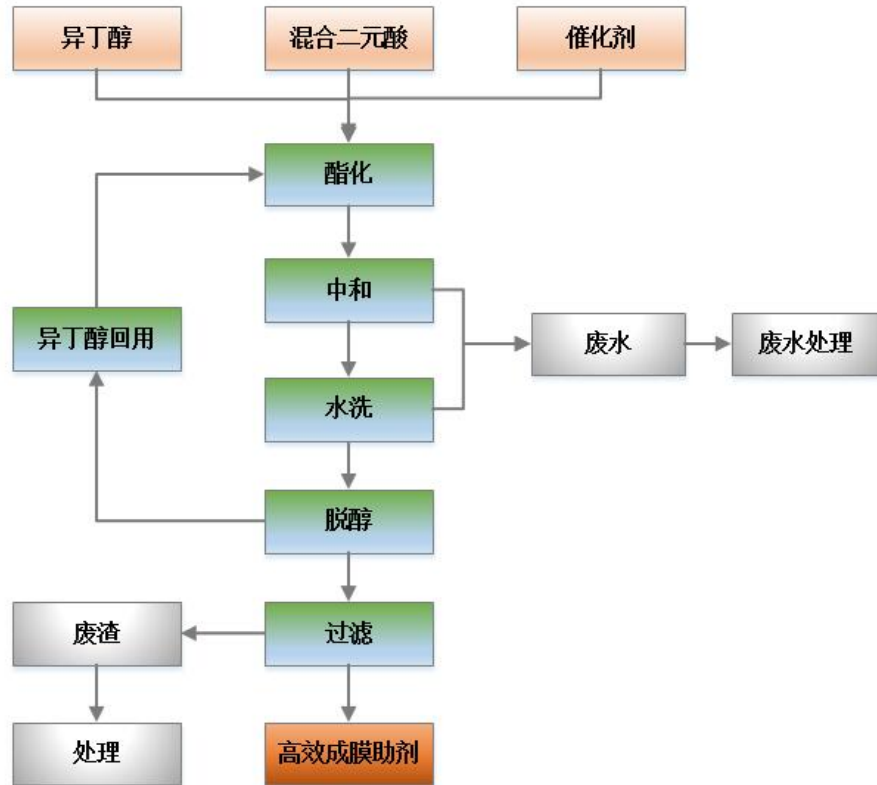 异丁醇
混合二元酸
催化剂
酯化
中和
异丁醇回用
废水
废水处理
水洗
脱醇
废渣
过滤
处理
高效成膜助剂